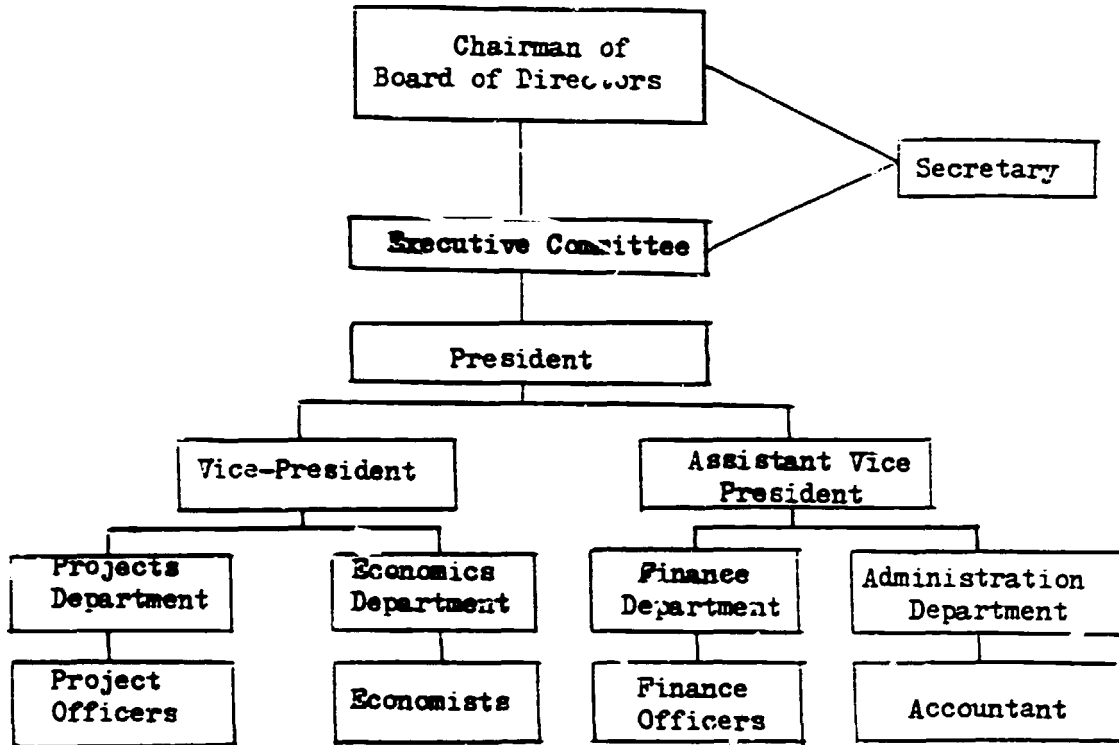 Chairman of
Board of Directors
Secretary
Executive Committee
President
Vice-President
Assistant Vice
President
Projects
Department
Economics
Department
Finance
Department
Administration
Department
Project
Officers
Economists
Finance
Officers
Accountant